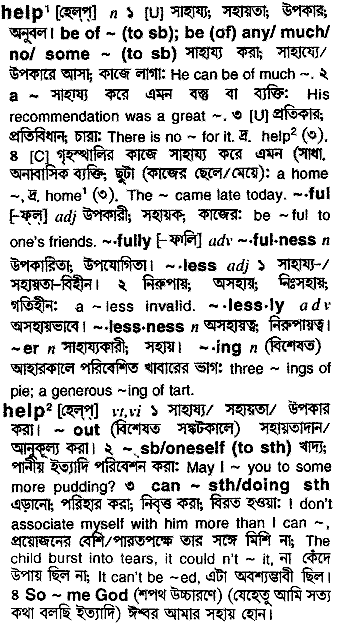 help¹ [হেল্প্] n ১ [U] সাহায্য; সহায়তা; উপকার;
অনুবল। be of ~ (to sb); be (of) any/ much/
no/ some ~ (to sb) সাহায্য করা; সাহায্যে/
উপকারে আসা; কাজে লাগা: He can be of much ~. ২
a ~ সাহায্য করে এমন বস্তু বা ব্যক্তি: His
recommendation was a great ~. ৩ [U] প্রতিকার;
প্রতিবিধান; চারা: There is no ~ for it. দ্র. help² (৩).
৪ [C] গৃহস্থালির কাজে সাহায্য করে এমন (সাধা.
অনাবাসিক ব্যক্তি; ছুটা (কাজের ছেলে/মেয়ে): a home
~, দ্র. home¹ (৩). The ~ came late today. ~·ful
[-ফ্ল্] adj উপকারী; সহায়ক; কাজের: be ~ ful to
one's friends. ~·fully [-ফালি] adv ~·ful·ness n
উপকারিতা; উপযোগিতা। ~·less adj ১ সাহায্য-/
সহায়তা-বিহীন। ২ নিরুপায়; অসহায়; নিঃসহায়;
গতিহীন: a ~less invalid. ~·less·ly adv
অসহায়ভাবে। ~·less·ness n অসহায়ত্ব; নিরুপায়ত্ব।
~er n সাহায্যকারী; সহায়। ~·ing n (বিশেষত)
আহারকালে পরিবেশিত খাবারের ভাগ: three ~ ings of
pie; a generous ~ing of tart.
help² [হেল্প্] vt,vi ১ সাহায্য/ সহায়তা/ উপকার
করা। ~ out (বিশেষত সঙ্কটকালে) সহায়তাদান/
আনুকূল্য করা। ২ ~ sb/oneself (to sth) খাদ্য;
পানীয় ইত্যাদি পরিবেশন করা: May I ~ you to some
more pudding? ৩ can ~ sth/doing sth
এড়ানো; পরিহার করা; নিবৃত্ত করা; বিরত হওয়া: I don't
associate myself with him more than I can ~,
প্রয়োজনের বেশি/পারতপক্ষে তার সঙ্গে মিশি না; The
child burst into tears, it could n't ~ it, না কেঁদে
উপায় ছিল না; It can't be ~ed, এটা অবশ্যম্ভাবী ছিল।
৪ So ~ me God (শপথ উচ্চারণে) (যেহেতু আমি সত্য
কথা বলছি ইত্যাদি) ঈশ্বর আমার সহায় হোন।